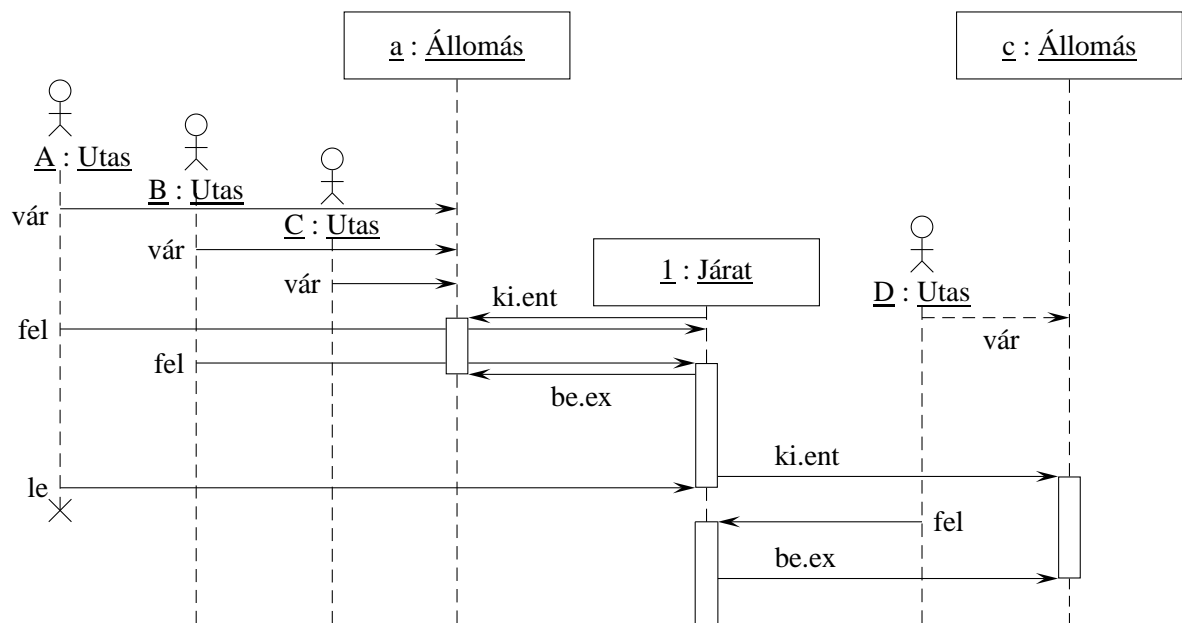 a : Állomás
c : Állomás
A : Utas
B : Utas
vár
C : Utas
vár
1 : Járat
vár
ki.ent
D : Utas
fel
vár
fel
be.ex
ki.ent
le
fel
be.ex